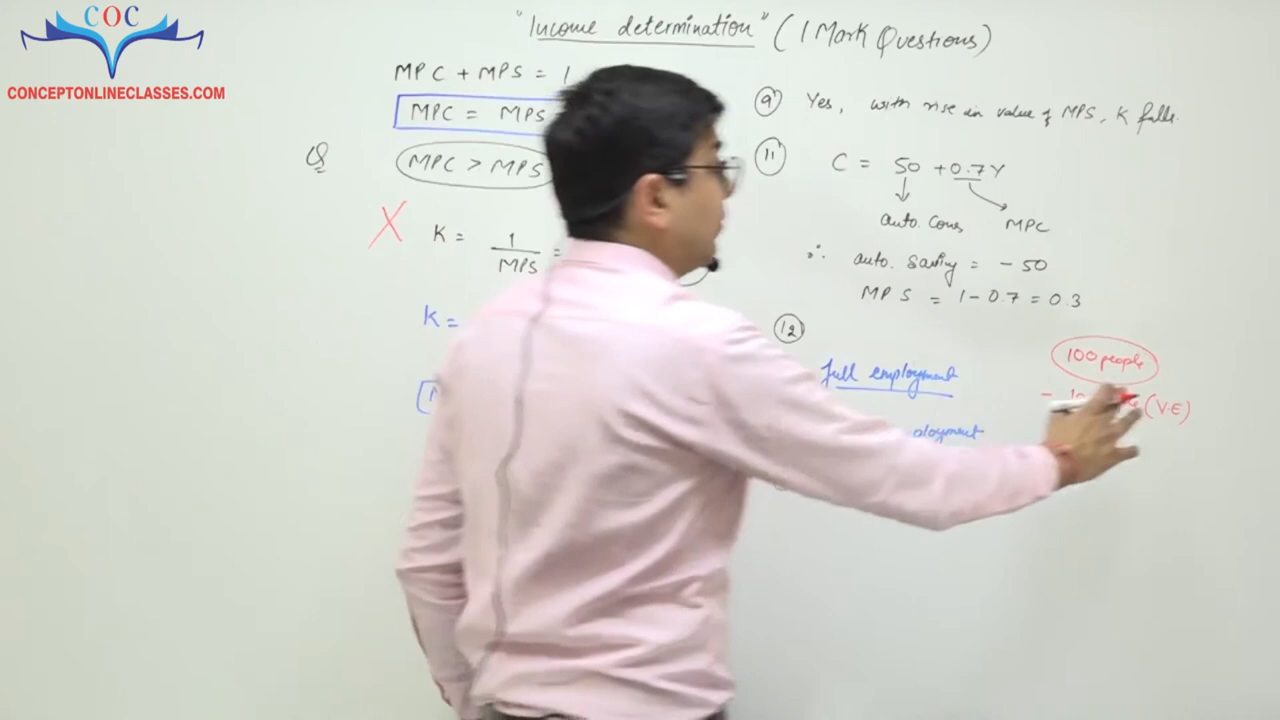 COC
CONCEPTONLINECLASSES.COM
"Income determination" (1 Mark Questions)
MPC + MPS = 1
MPC = MPS
Q MPC > MPS
X K = 1/MPS =
K =
9 Yes, with rise in value of MPS, K falls.
11 C = 50 + 0.7Y
auto. Cons MPC
∴ auto. Saving = - 50
MPS = 1 - 0.7 = 0.3
12
full employment
100 people
(V.E)